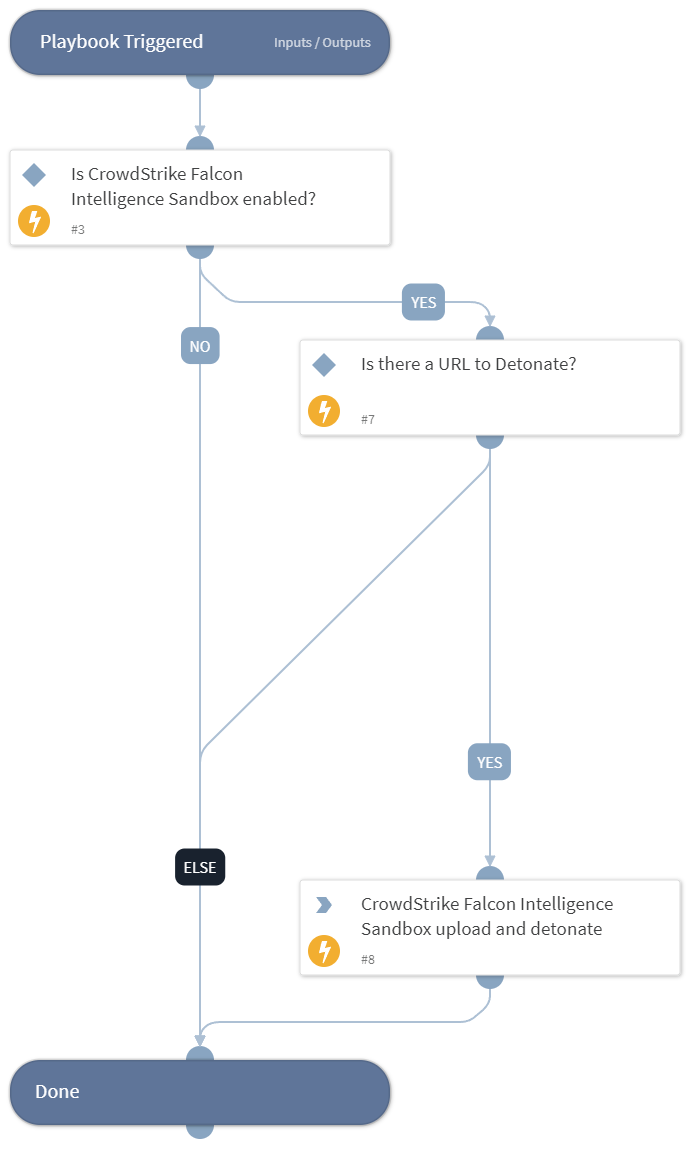 Playbook Triggered
Inputs / Outputs
Is CrowdStrike Falcon
Intelligence Sandbox enabled?
#3
YES
NO
Is there a URL to Detonate?
#7
YES
ELSE
CrowdStrike Falcon Intelligence
Sandbox upload and detonate
#8
Done